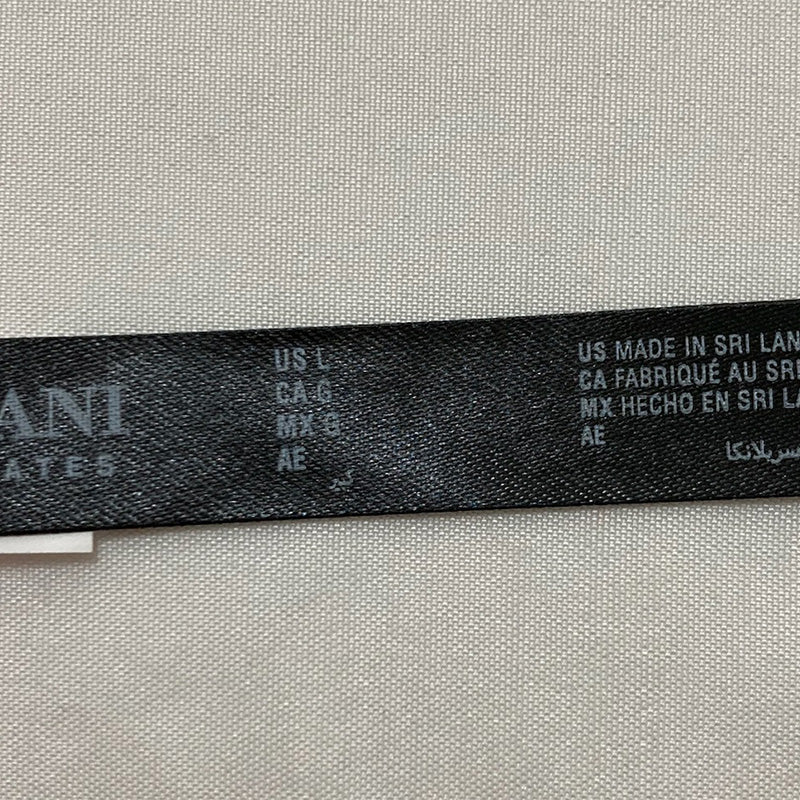 ANI
ATES
US L
CA G
MX G
AE
كبر
US MADE IN SRI LAN
CA FABRIQUÉ AU SRI
MX HECHO EN SRI LA
AE
سريلانكا